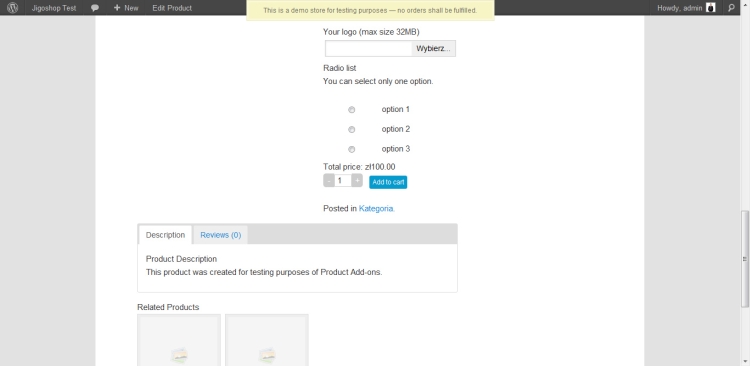 Jigoshop Test + New Edit Product Howdy, admin
This is a demo store for testing purposes — no orders shall be fulfilled.
Your logo (max size 32MB)
Wybierz...
Radio list
You can select only one option.
option 1
option 2
option 3
Total price: zł100.00
- 1 + Add to cart
Posted in Kategoria.
Description Reviews (0)
Product Description
This product was created for testing purposes of Product Add-ons.
Related Products